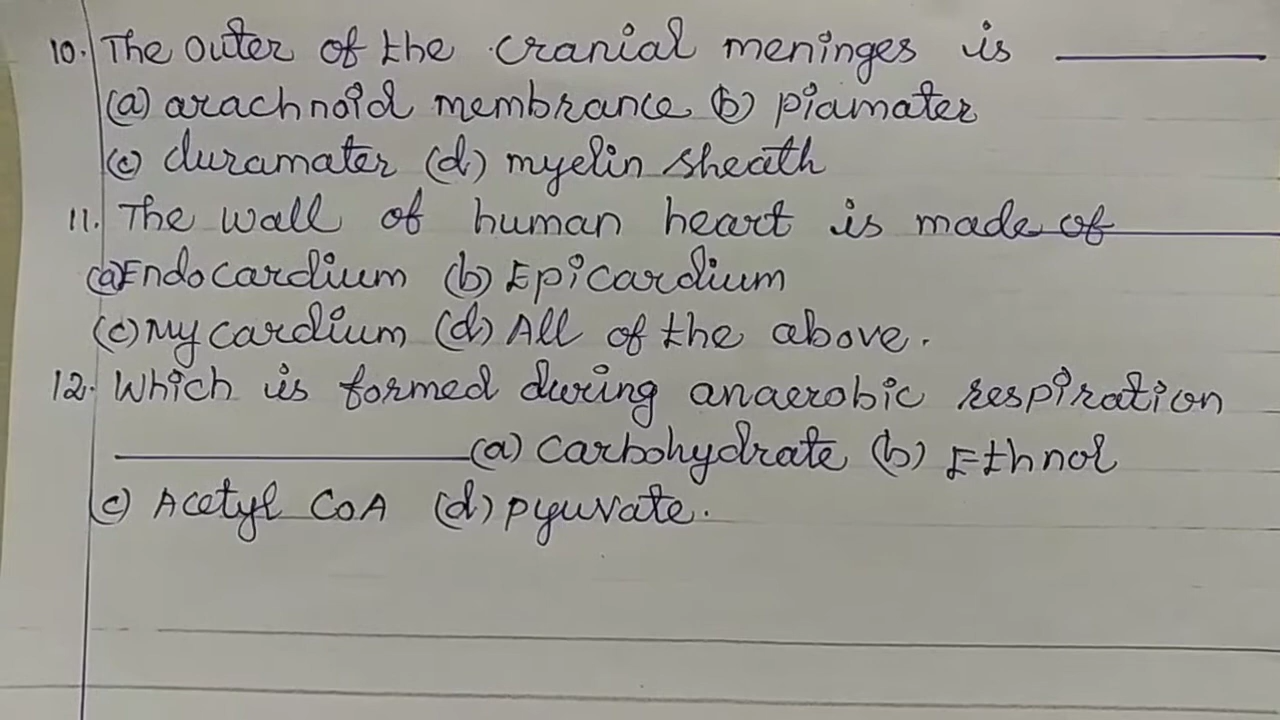 10. The outer of the cranial meninges is ________
(a) arachnoid membrance (b) piamater
(c) duramater (d) myelin sheath
11. The wall of human heart is made of ________
(a) Endocardium (b) Epicardium
(c) Mycardium (d) All of the above.
12. Which is formed during anaerobic respiration
________ (a) Carbohydrate (b) Ethnol
(c) Acetyl CoA (d) pyuvate.